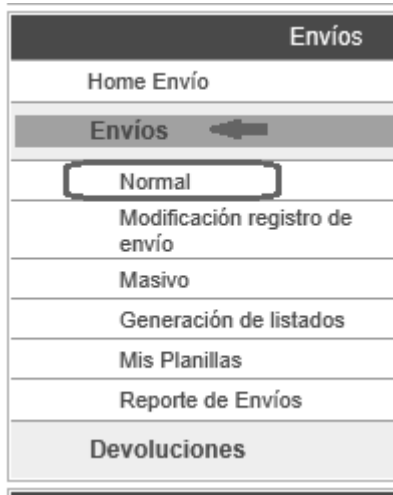 Envíos
Home Envío
Envíos
Normal
Modificación registro de
envío
Masivo
Generación de listados
Mis Planillas
Reporte de Envíos
Devoluciones